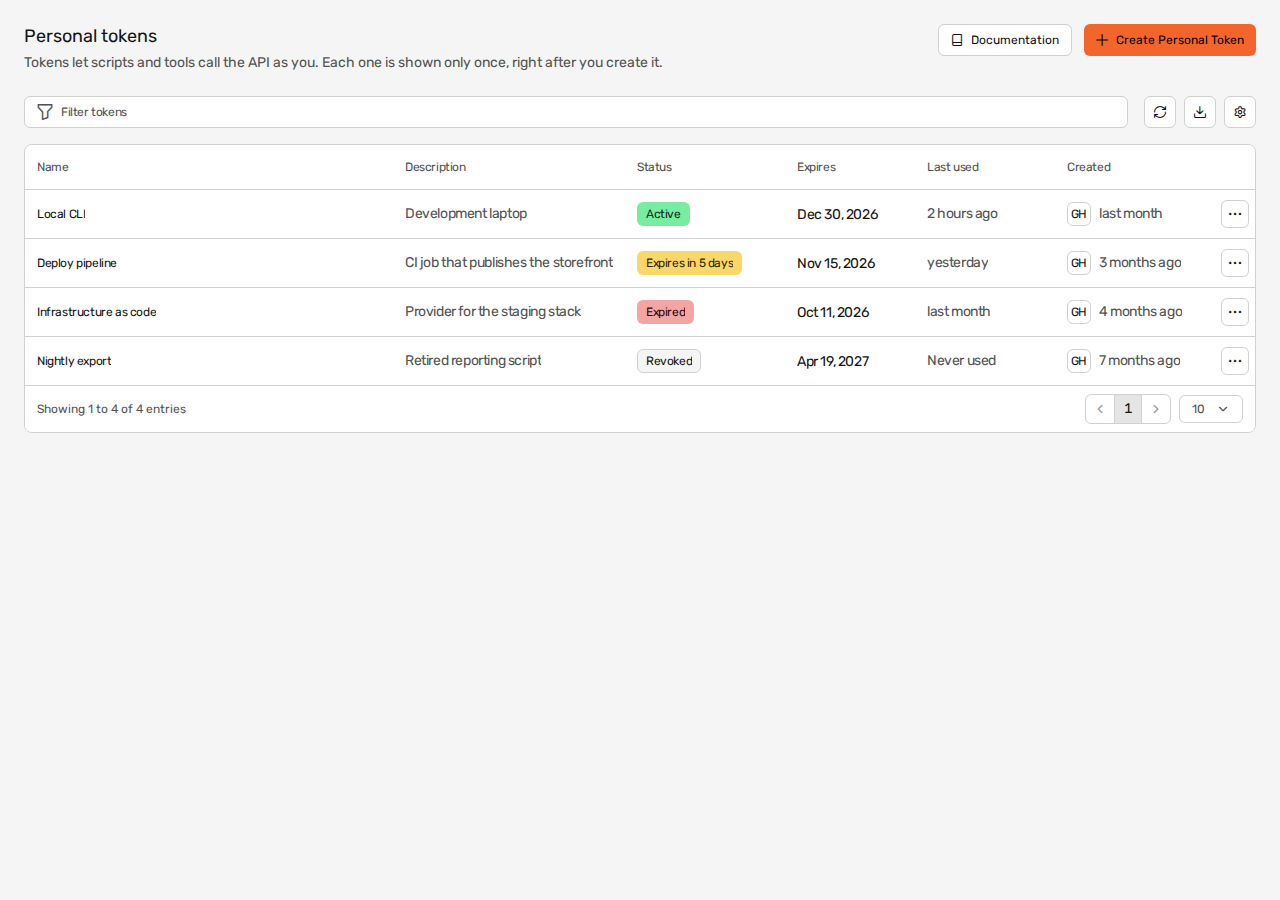 Personal tokens
Documentation
Create Personal Token
Tokens let scripts and tools call the API as you. Each one is shown only once, right after you create it.
Filter tokens
Name Description Status Expires Last used Created
Local CLI Development laptop Active Dec 30, 2026 2 hours ago GH last month
Deploy pipeline CI job that publishes the storefront Expires in 5 days Nov 15, 2026 yesterday GH 3 months ago
Infrastructure as code Provider for the staging stack Expired Oct 11, 2026 last month GH 4 months ago
Nightly export Retired reporting script Revoked Apr 19, 2027 Never used GH 7 months ago
Showing 1 to 4 of 4 entries 1 10